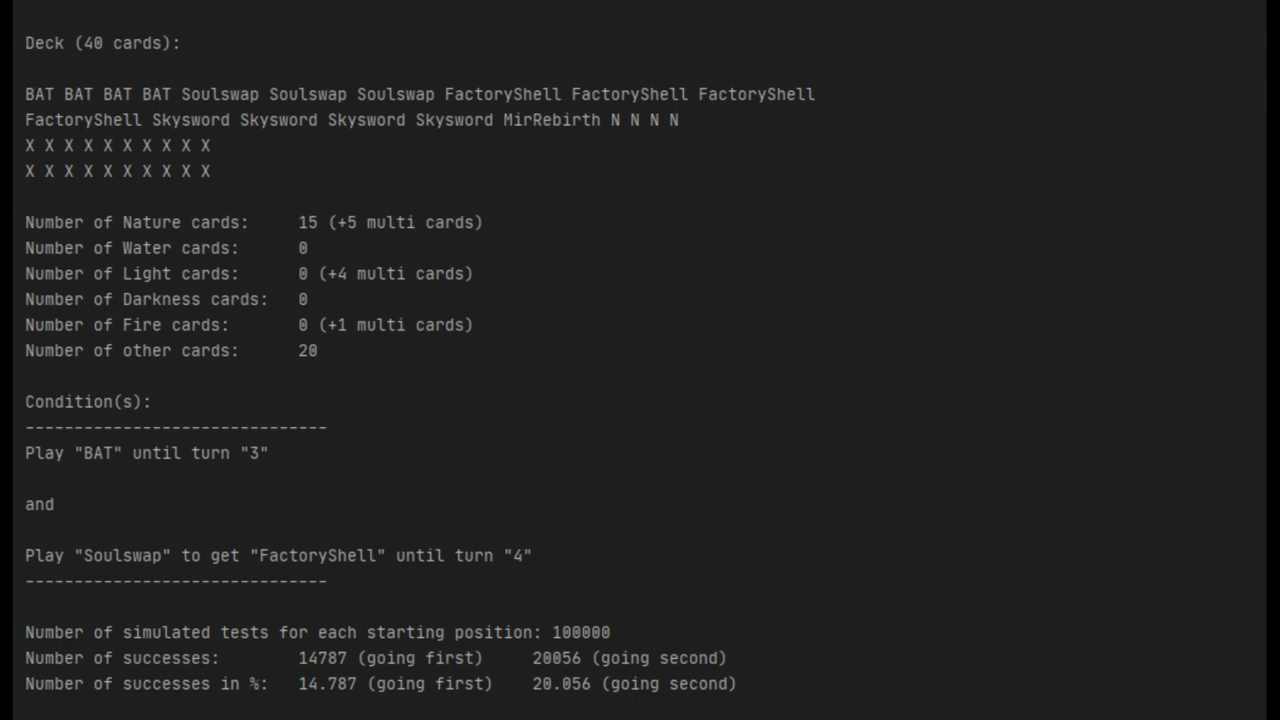 Deck (40 cards):
BAT BAT BAT BAT Soulswap Soulswap Soulswap FactoryShell FactoryShell FactoryShell
FactoryShell Skysword Skysword Skysword Skysword MirRebirth N N N N
X X X X X X X X X X
X X X X X X X X X X
Number of Nature cards: 15 (+5 multi cards)
Number of Water cards: 0
Number of Light cards: 0 (+4 multi cards)
Number of Darkness cards: 0
Number of Fire cards: 0 (+1 multi cards)
Number of other cards: 20
Condition(s):
-------------------------------
Play "BAT" until turn "3"
and
Play "Soulswap" to get "FactoryShell" until turn "4"
-------------------------------
Number of simulated tests for each starting position: 100000
Number of successes: 14787 (going first) 20056 (going second)
Number of successes in %: 14.787 (going first) 20.056 (going second)